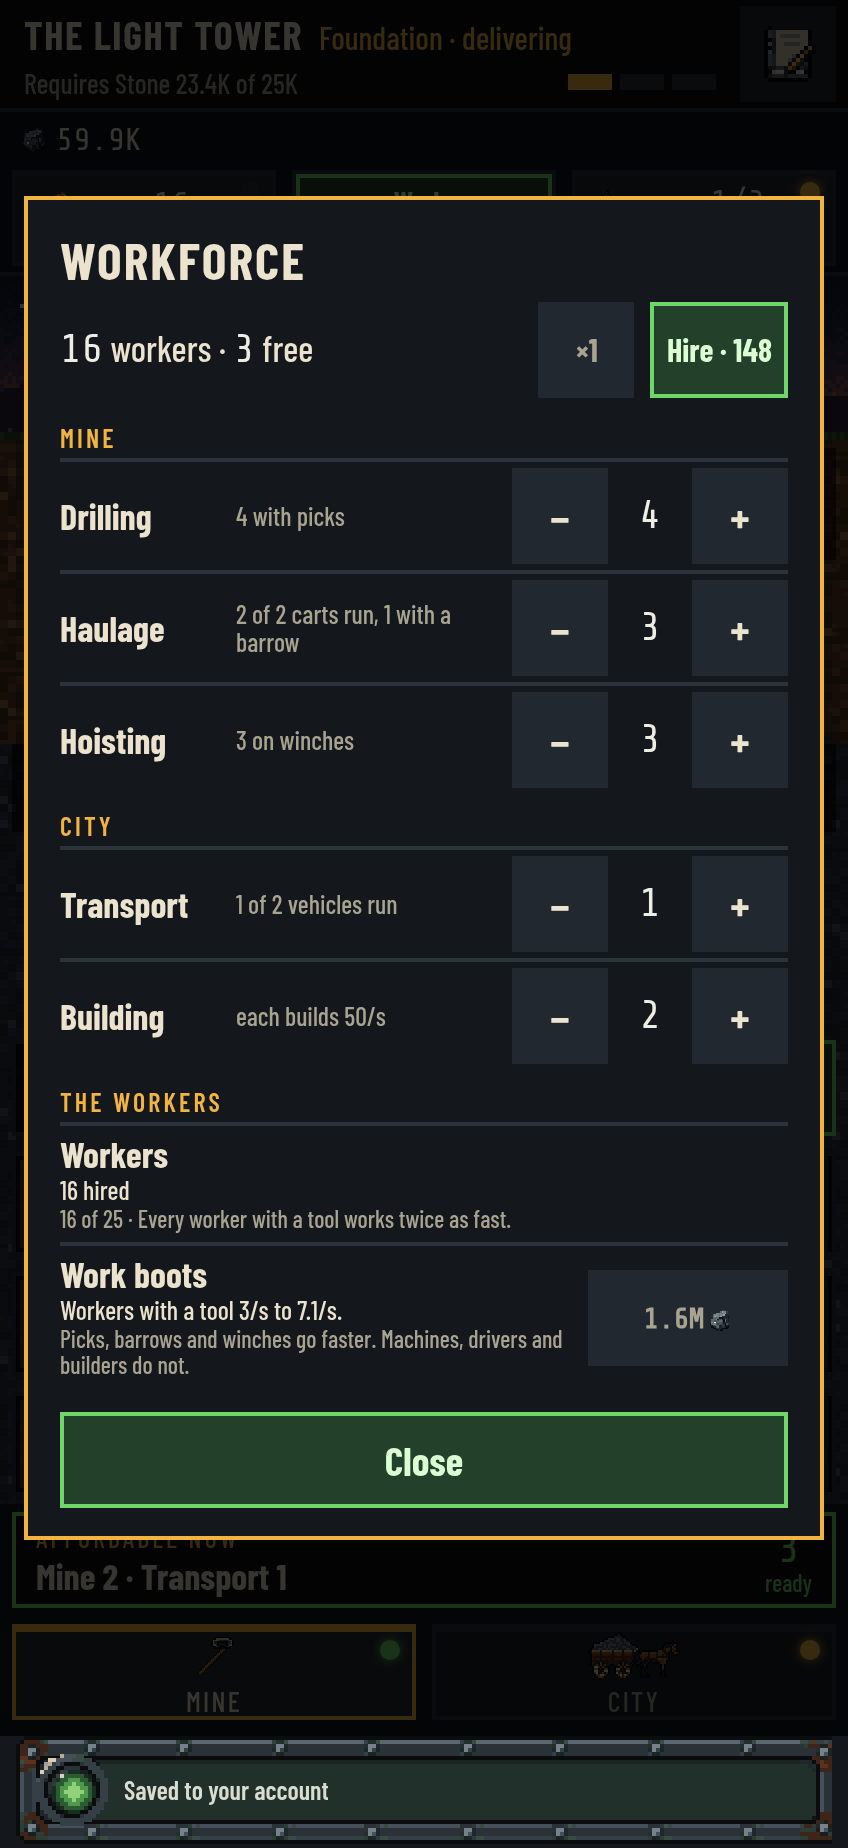 THE LIGHT TOWER Foundation · delivering
Requires Stone 23.4K of 25K
59.9K
WORKFORCE
16 workers · 3 free
×1
Hire · 148
MINE
Drilling
4 with picks
−
4
+
Haulage
2 of 2 carts run, 1 with a
barrow
−
3
+
Hoisting
3 on winches
−
3
+
CITY
Transport
1 of 2 vehicles run
−
1
+
Building
each builds 50/s
−
2
+
THE WORKERS
Workers
16 hired
16 of 25 · Every worker with a tool works twice as fast.
Work boots
Workers with a tool 3/s to 7.1/s.
Picks, barrows and winches go faster. Machines, drivers and
builders do not.
1.6M
Close
AFFORDABLE NOW
Mine 2 · Transport 1
3
ready
MINE
CITY
Saved to your account